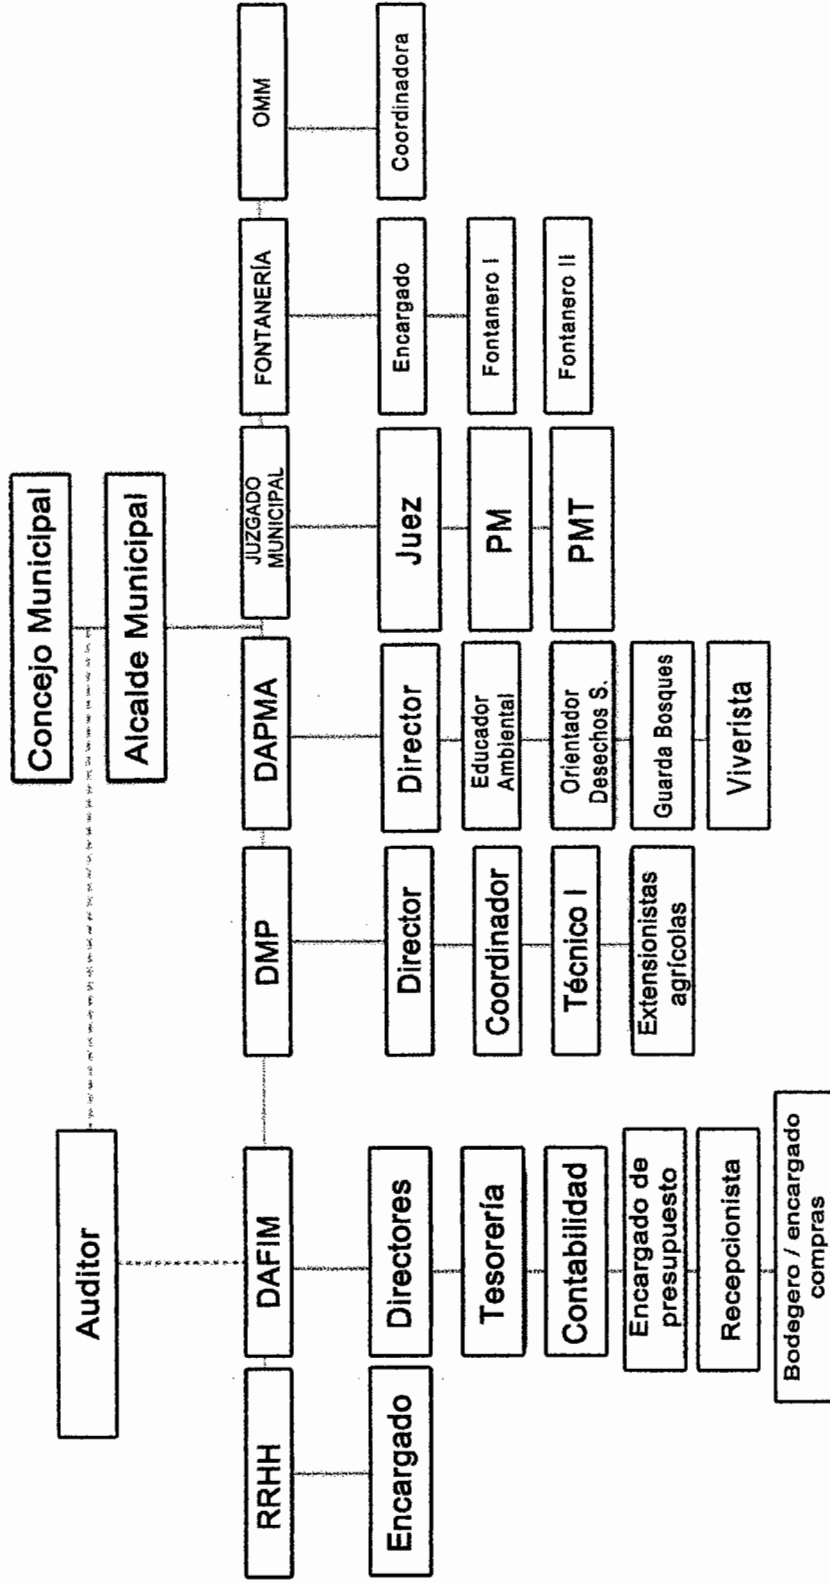 Concejo Municipal
Alcalde Municipal
Auditor
RRHH
DAFIM
DMP
DAPMA
JUZGADO
MUNICIPAL
FONTANERÍA
OMM
Encargado
Directores
Tesorería
Contabilidad
Encargado de
presupuesto
Recepcionista
Bodegero / encargado
compras
Director
Coordinador
Técnico I
Extensionistas
agrícolas
Director
Educador
Ambiental
Orientador
Desechos S.
Guarda Bosques
Viverista
Juez
PM
PMT
Encargado
Fontanero I
Fontanero II
Coordinadora